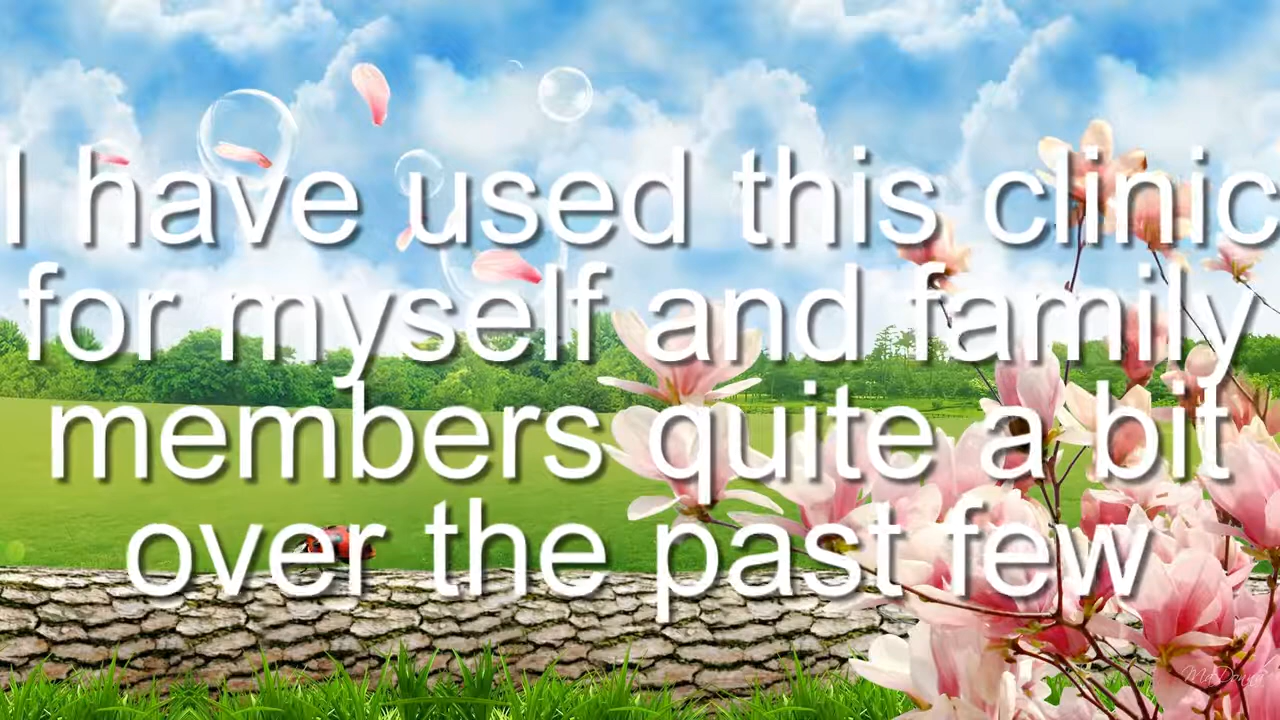 I have used this clinic
for myself and family
members quite a bit
over the past few